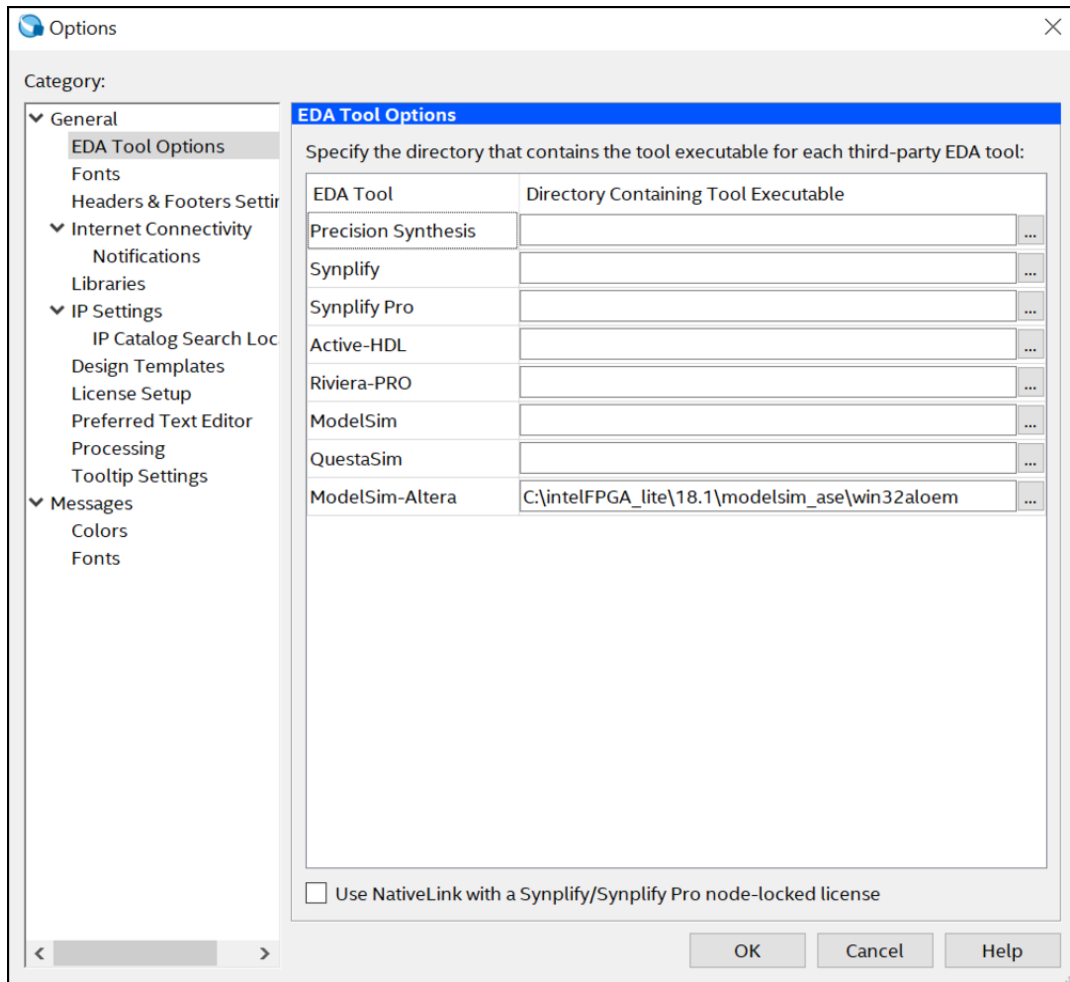 Options
Category:
General
EDA Tool Options
Fonts
Headers & Footers Settir
Internet Connectivity
Notifications
Libraries
IP Settings
IP Catalog Search Loc
Design Templates
License Setup
Preferred Text Editor
Processing
Tooltip Settings
Messages
Colors
Fonts
EDA Tool Options
Specify the directory that contains the tool executable for each third-party EDA tool:
EDA Tool Directory Containing Tool Executable
Precision Synthesis ...
Synplify ...
Synplify Pro ...
Active-HDL ...
Riviera-PRO ...
ModelSim ...
QuestaSim ...
ModelSim-Altera C:\intelFPGA_lite\18.1\modelsim_ase\win32aloem ...
Use NativeLink with a Synplify/Synplify Pro node-locked license
OK Cancel Help